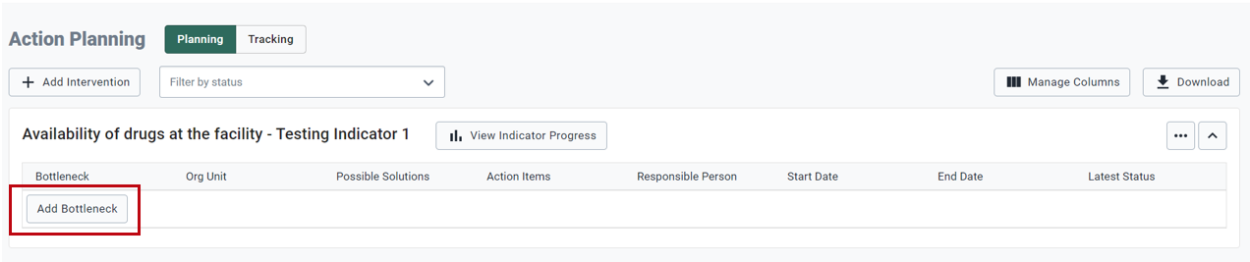 Action Planning Planning Tracking
+ Add Intervention Filter by status Manage Columns Download
Availability of drugs at the facility - Testing Indicator 1 View Indicator Progress
Bottleneck Org Unit Possible Solutions Action Items Responsible Person Start Date End Date Latest Status
Add Bottleneck